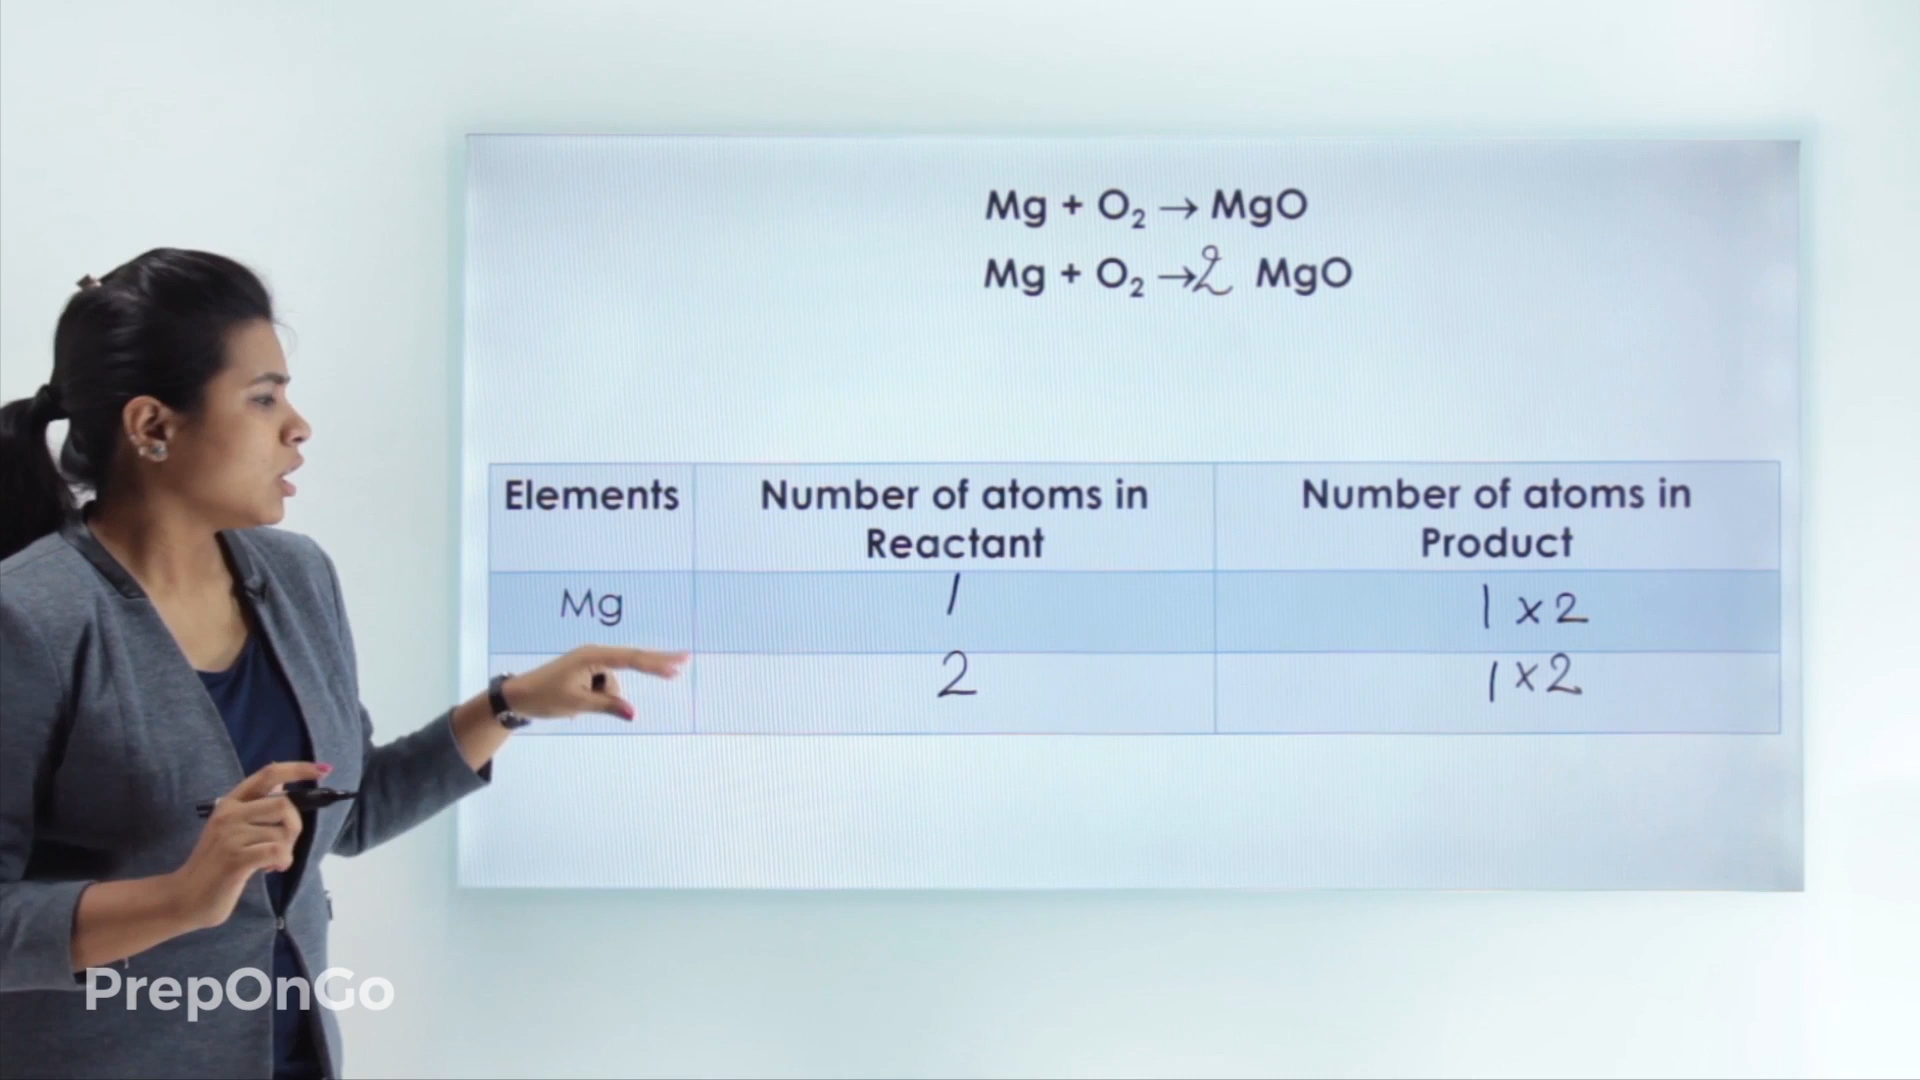 Mg + O₂ → MgO
Mg + O₂ → 2 MgO
Elements Number of atoms in Reactant Number of atoms in Product
Mg 1 1 x 2
2 1 x 2
PrepOnGo